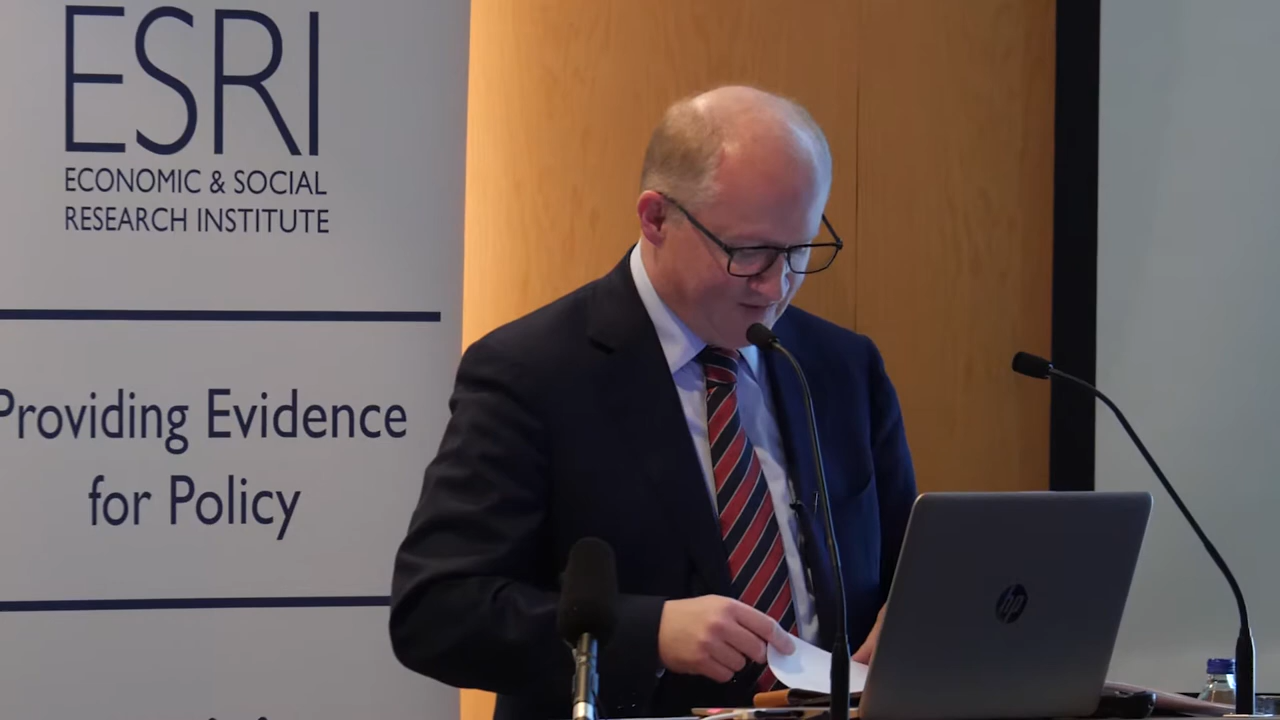 ESRI
ECONOMIC & SOCIAL
RESEARCH INSTITUTE
Providing Evidence
for Policy
hp